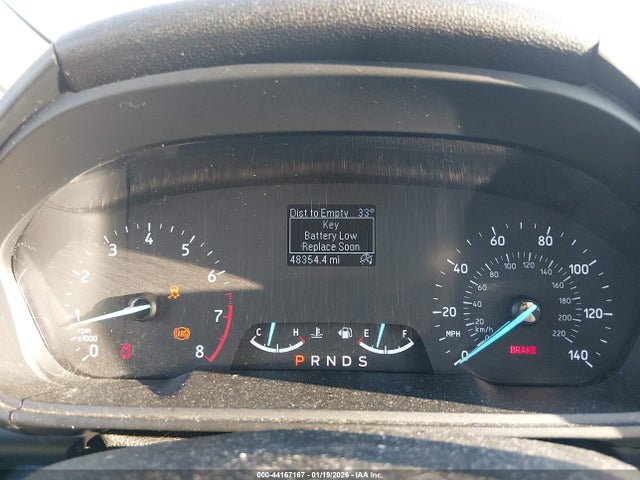 Dist to Empty 33°
Key
Battery Low
Replace Soon
48354.4 mi
0 1 2 3 4 5 6 7 8
rpm
x1000
ABS
C H
E F
P R N D S
0 20 40 60 80 100 120 140
0 20 40 60 80 100 120 140 160 180 200 220
MPH
km/h
BRAKE
000-44167167 | 01/19/2026 | IAA Inc.